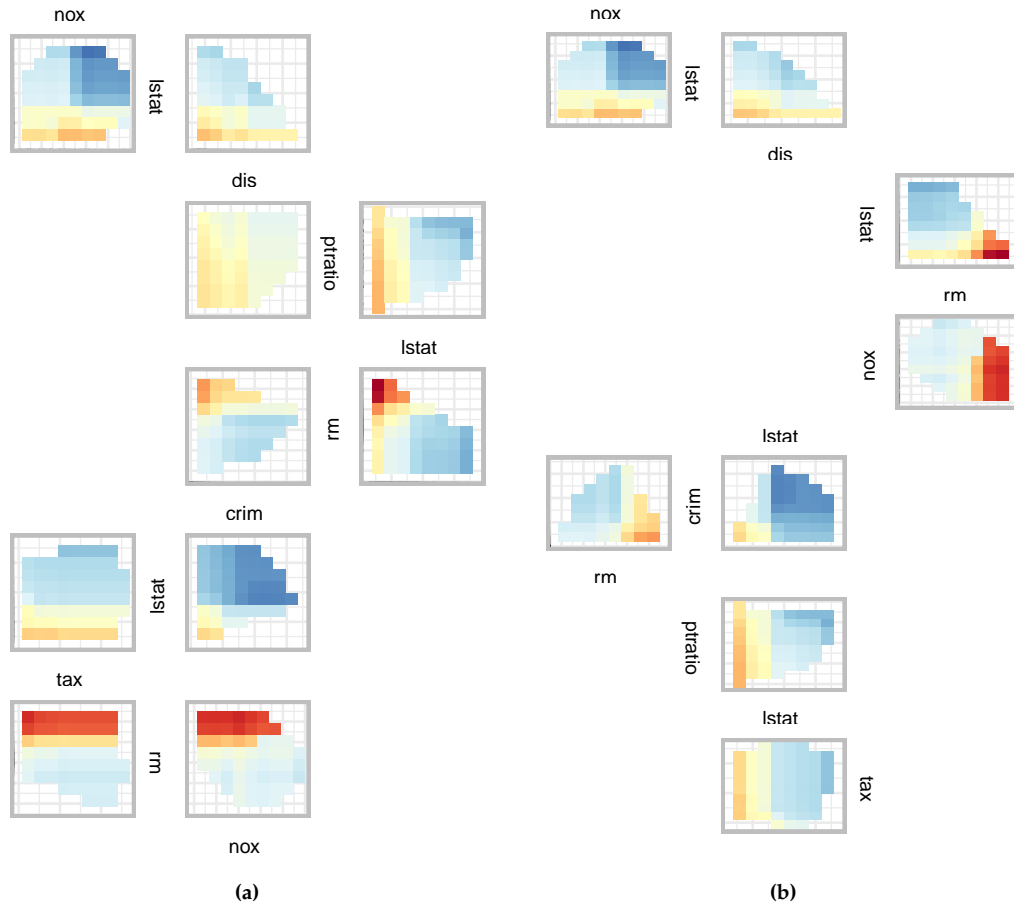 nox
lstat
dis
ptratio
lstat
rm
crim
lstat
tax
rm
nox
(a)
nox
lstat
dis
lstat
rm
nox
lstat
crim
rm
ptratio
lstat
tax
(b)